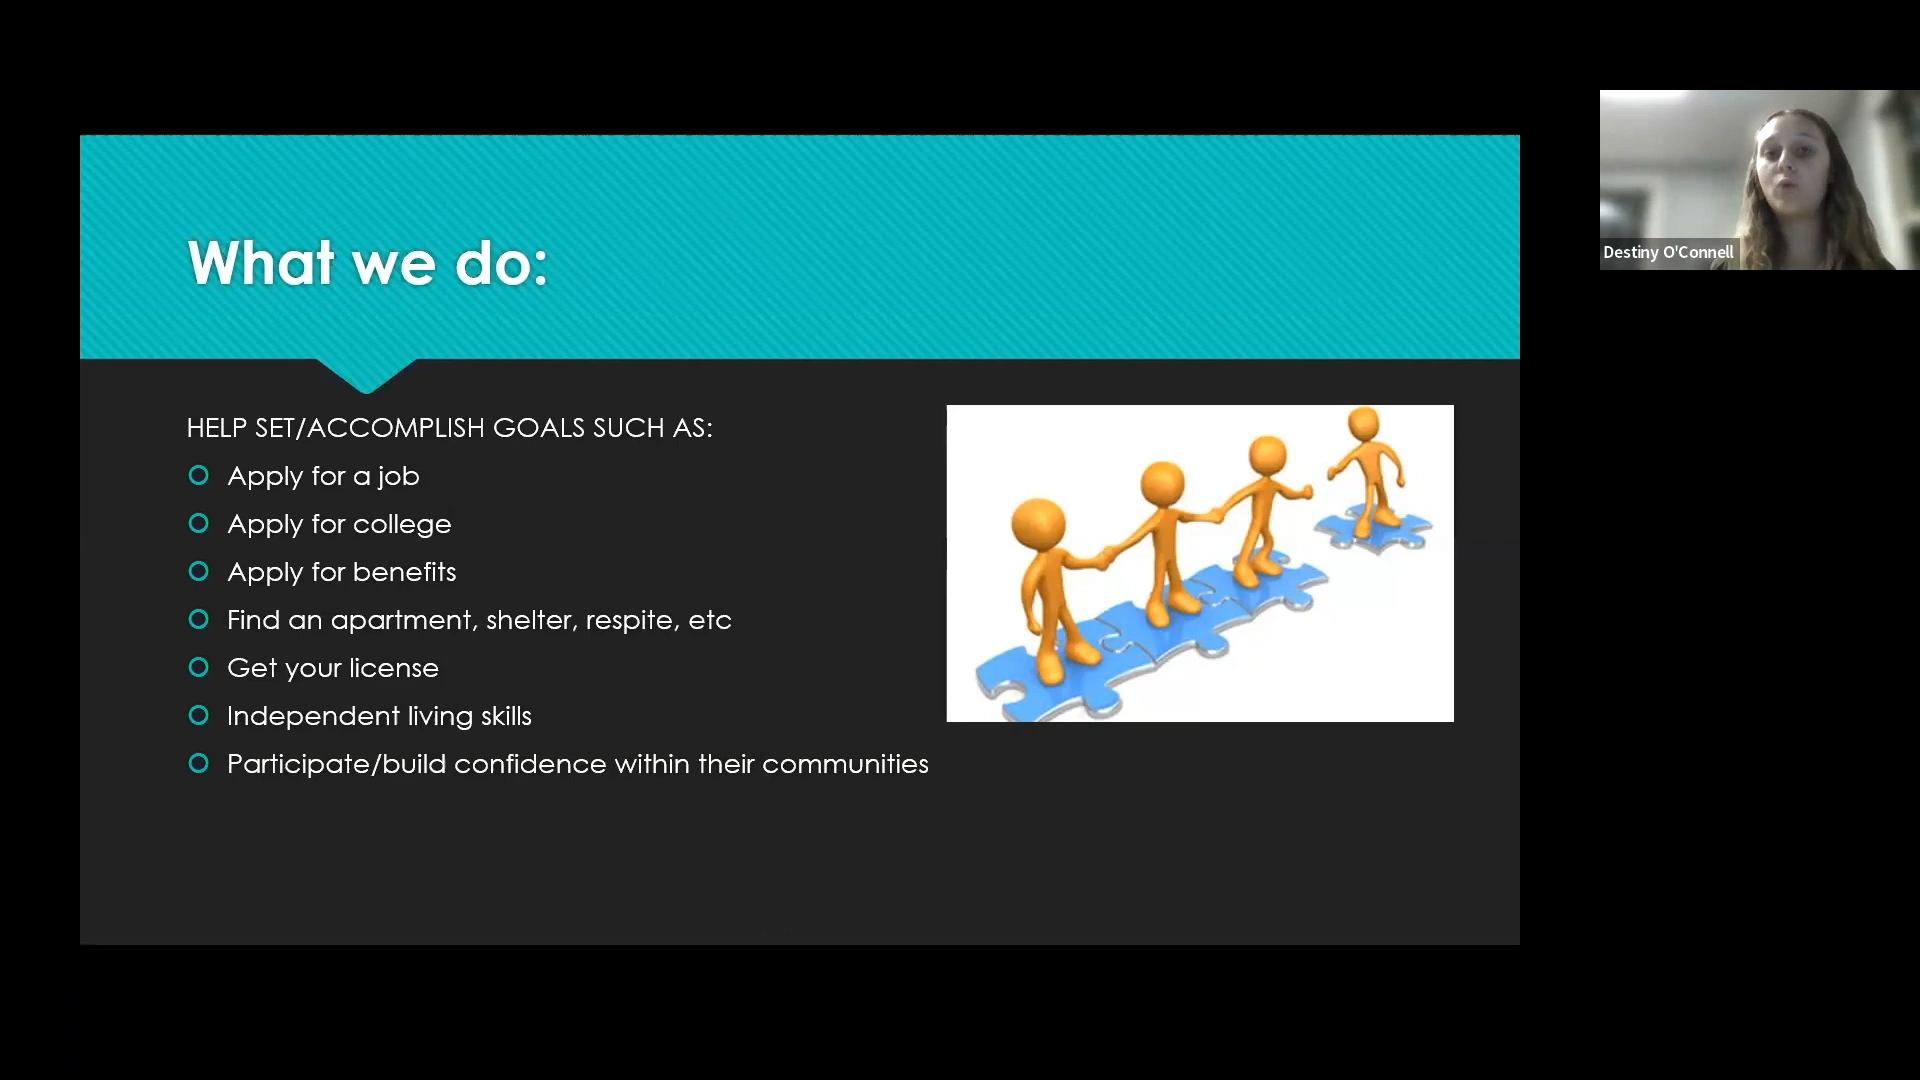 What we do:
HELP SET/ACCOMPLISH GOALS SUCH AS:
Apply for a job
Apply for college
Apply for benefits
Find an apartment, shelter, respite, etc
Get your license
Independent living skills
Participate/build confidence within their communities
Destiny O'Connell